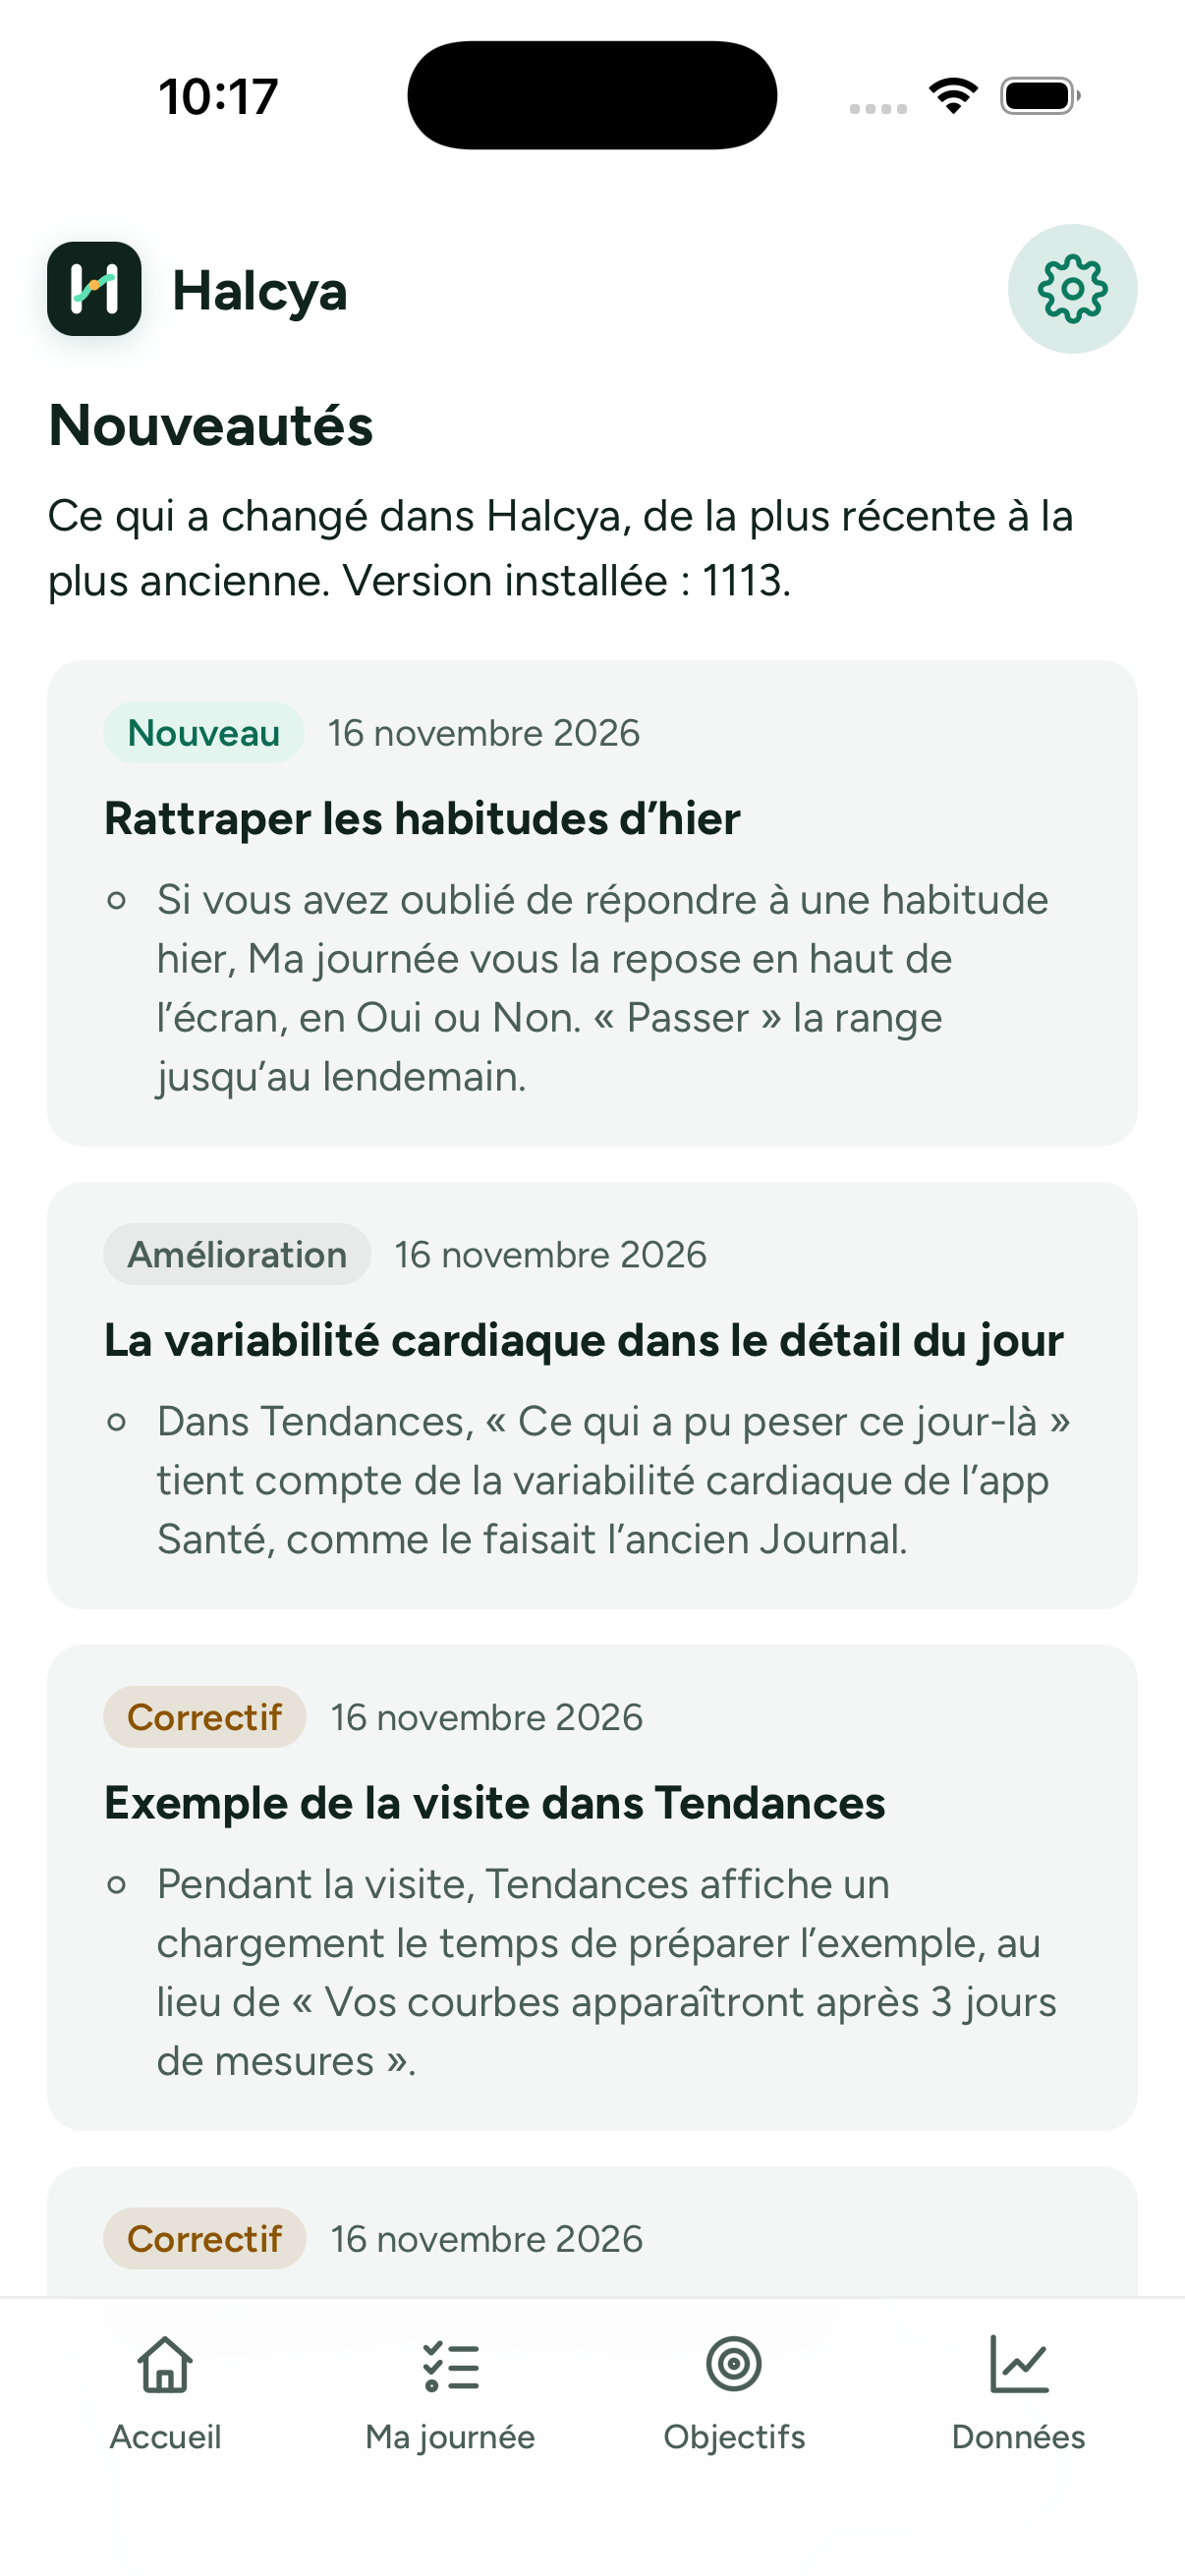 10:17
Halcya
Nouveautés
Ce qui a changé dans Halcya, de la plus récente à la
plus ancienne. Version installée : 1113.
Nouveau 16 novembre 2026
Rattraper les habitudes d’hier
Si vous avez oublié de répondre à une habitude
hier, Ma journée vous la repose en haut de
l’écran, en Oui ou Non. « Passer » la range
jusqu’au lendemain.
Amélioration 16 novembre 2026
La variabilité cardiaque dans le détail du jour
Dans Tendances, « Ce qui a pu peser ce jour-là »
tient compte de la variabilité cardiaque de l’app
Santé, comme le faisait l’ancien Journal.
Correctif 16 novembre 2026
Exemple de la visite dans Tendances
Pendant la visite, Tendances affiche un
chargement le temps de préparer l’exemple, au
lieu de « Vos courbes apparaîtront après 3 jours
de mesures ».
Correctif 16 novembre 2026
Accueil Ma journée Objectifs Données